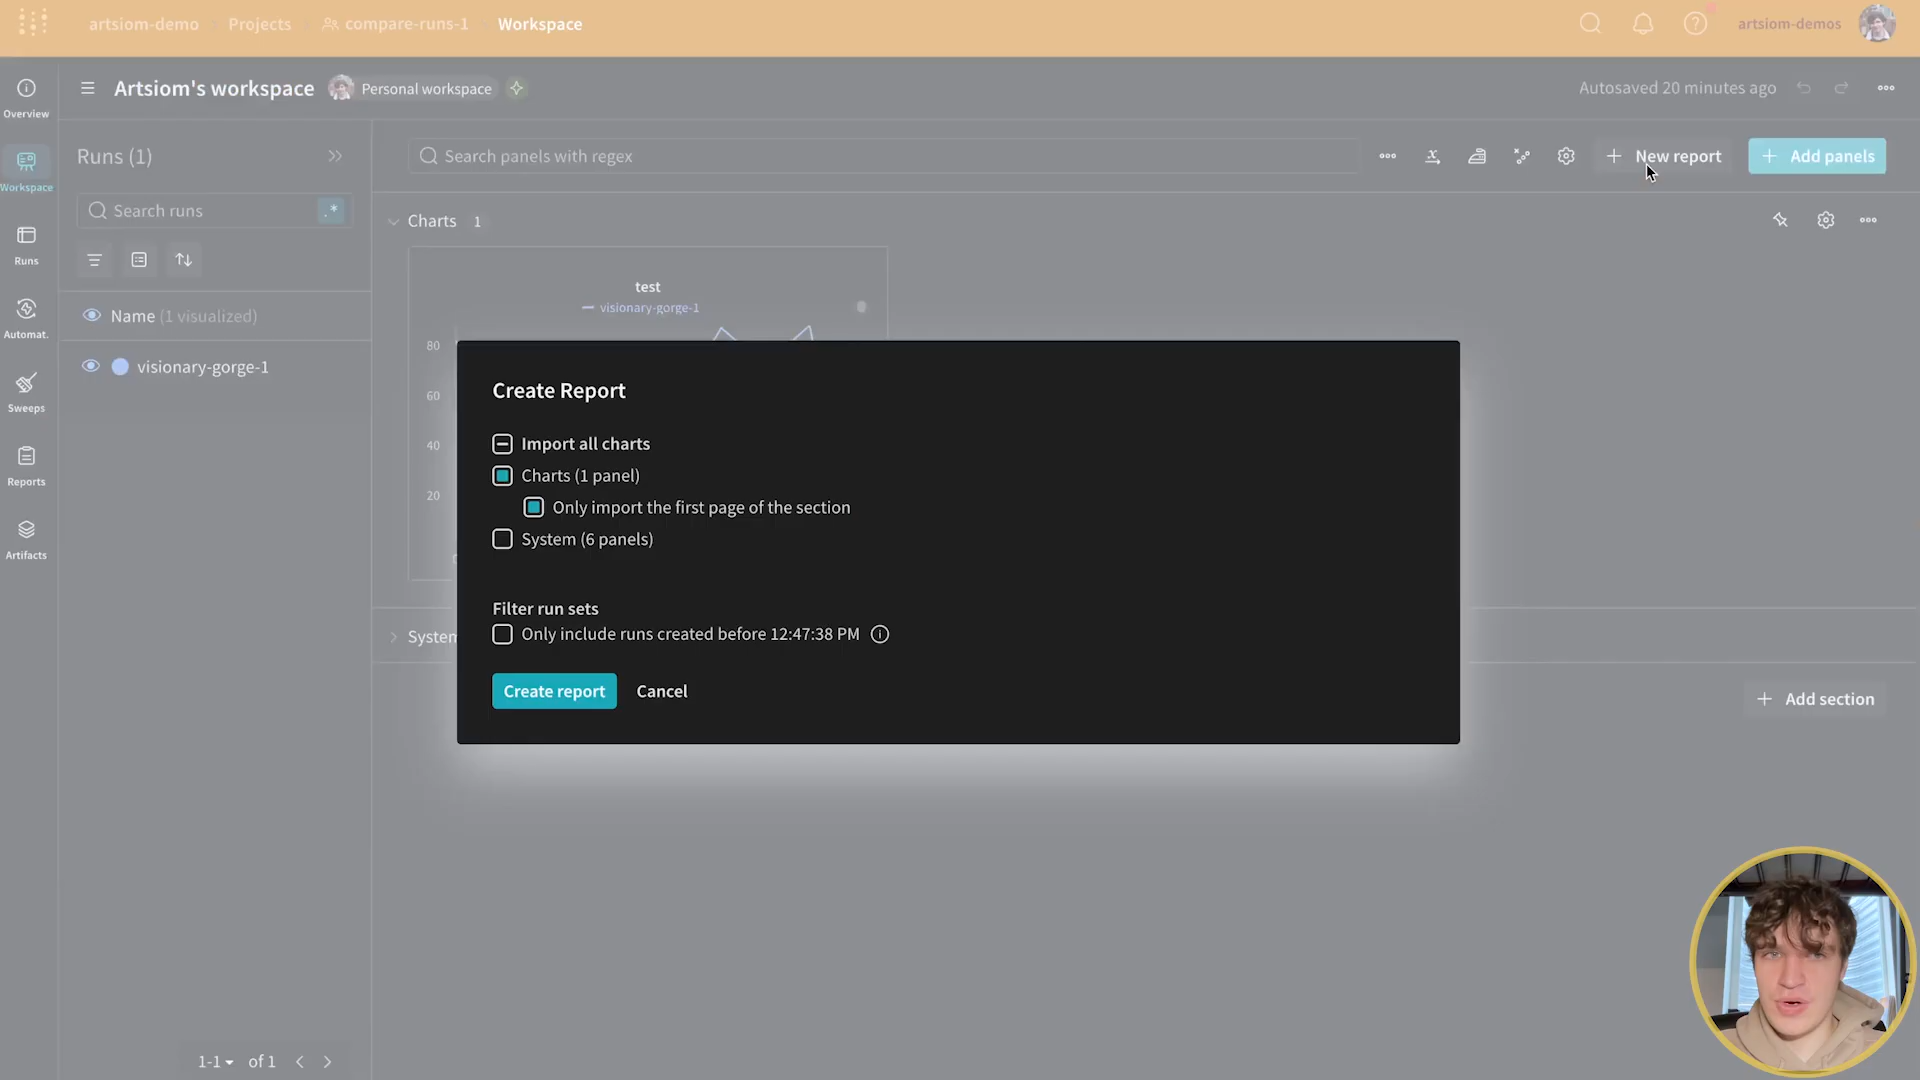 artsiom-demo
Projects
compare-runs-1
Workspace
artsiom-demos
Overview
Workspace
Runs
Automat.
Sweeps
Reports
Artifacts
Artsiom's workspace
Personal workspace
Autosaved 20 minutes ago
Runs (1)
Search runs
.*
Name (1 visualized)
visionary-gorge-1
1-1
of 1
Search panels with regex
New report
Add panels
Charts 1
test
visionary-gorge-1
80
60
40
20
System
Add section
Create Report
Import all charts
Charts (1 panel)
Only import the first page of the section
System (6 panels)
Filter run sets
Only include runs created before 12:47:38 PM
Create report
Cancel